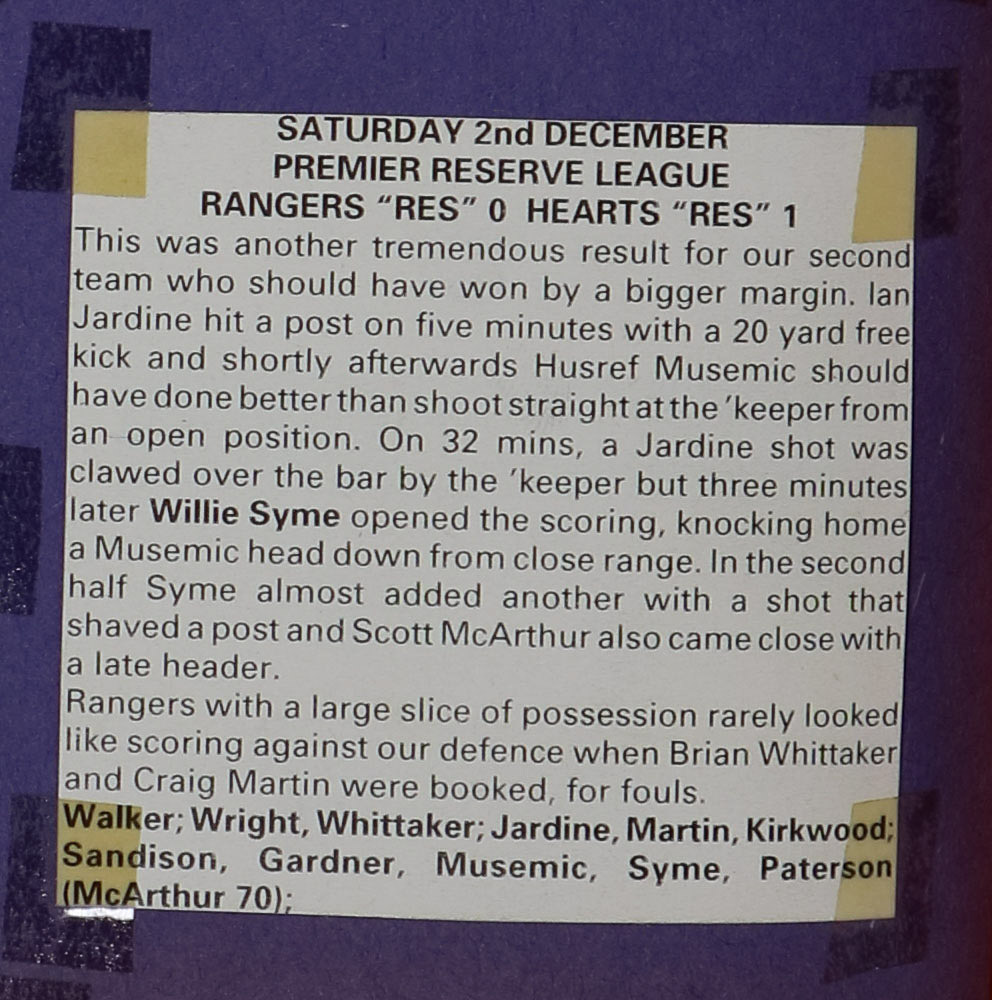 SATURDAY 2nd DECEMBER
PREMIER RESERVE LEAGUE
RANGERS “RES” 0 HEARTS “RES” 1
This was another tremendous result for our second
team who should have won by a bigger margin. Ian
Jardine hit a post on five minutes with a 20 yard free
kick and shortly afterwards Husref Musemic should
have done better than shoot straight at the ’keeper from
an open position. On 32 mins, a Jardine shot was
clawed over the bar by the ’keeper but three minutes
later Willie Syme opened the scoring, knocking home
a Musemic head down from close range. In the second
half Syme almost added another with a shot that
shaved a post and Scott McArthur also came close with
a late header.
Rangers with a large slice of possession rarely looked
like scoring against our defence when Brian Whittaker
and Craig Martin were booked, for fouls.
Walker; Wright, Whittaker; Jardine, Martin, Kirkwood;
Sandison, Gardner, Musemic, Syme, Paterson
(McArthur 70);